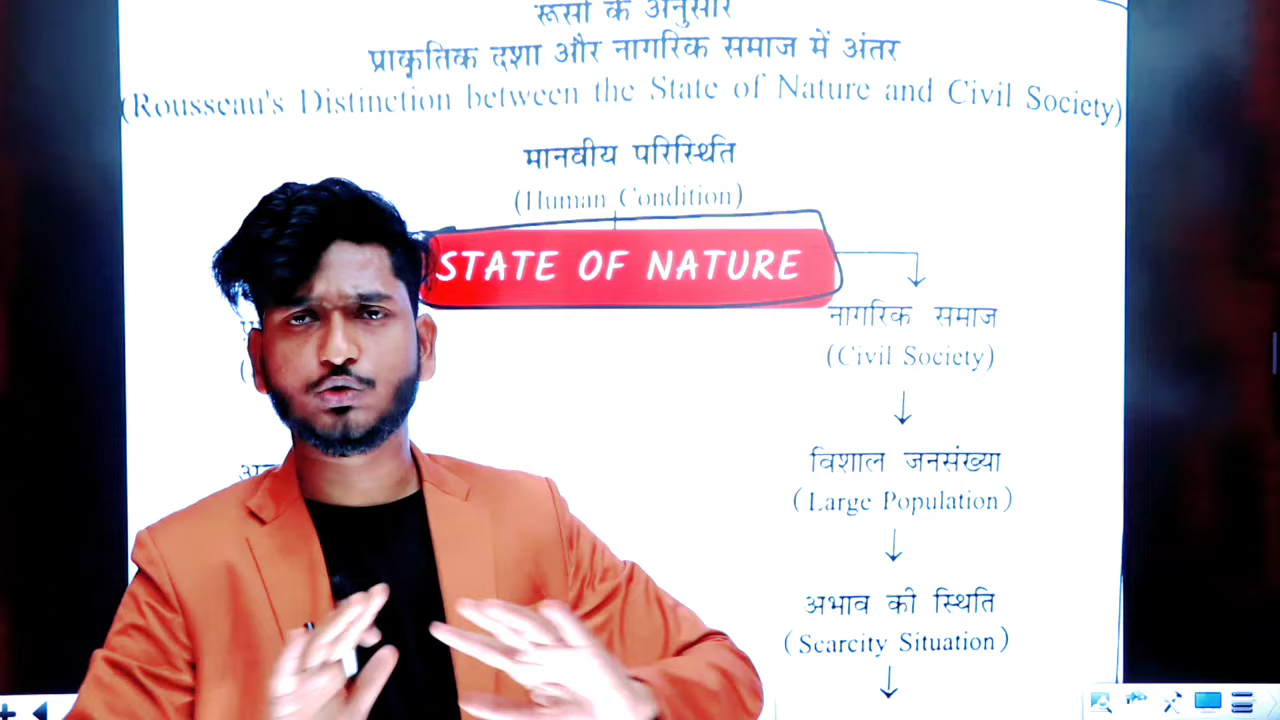 रूसो के अनुसार
प्राकृतिक दशा और नागरिक समाज में अंतर
(Rousseau's Distinction between the State of Nature and Civil Society)
मानवीय परिस्थिति
(Human Condition)
STATE OF NATURE
नागरिक समाज
(Civil Society)
विशाल जनसंख्या
(Large Population)
अभाव की स्थिति
(Scarcity Situation)